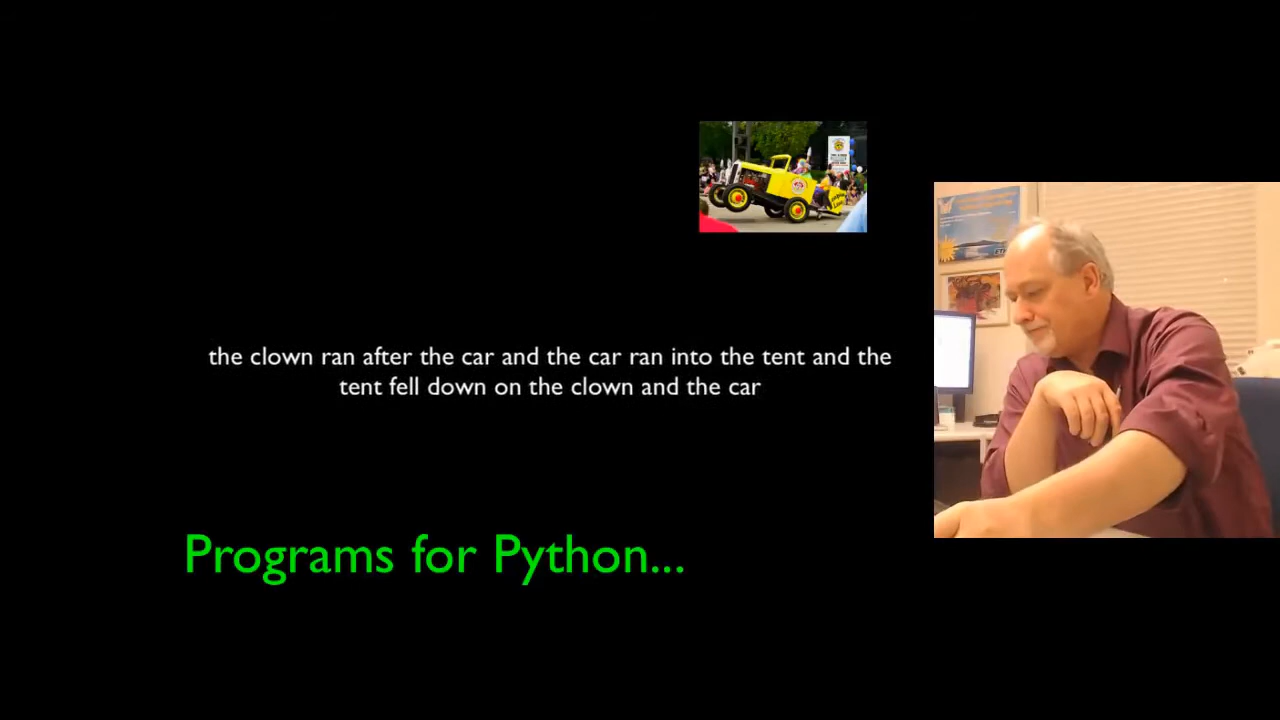 the clown ran after the car and the car ran into the tent and the
tent fell down on the clown and the car
Programs for Python...